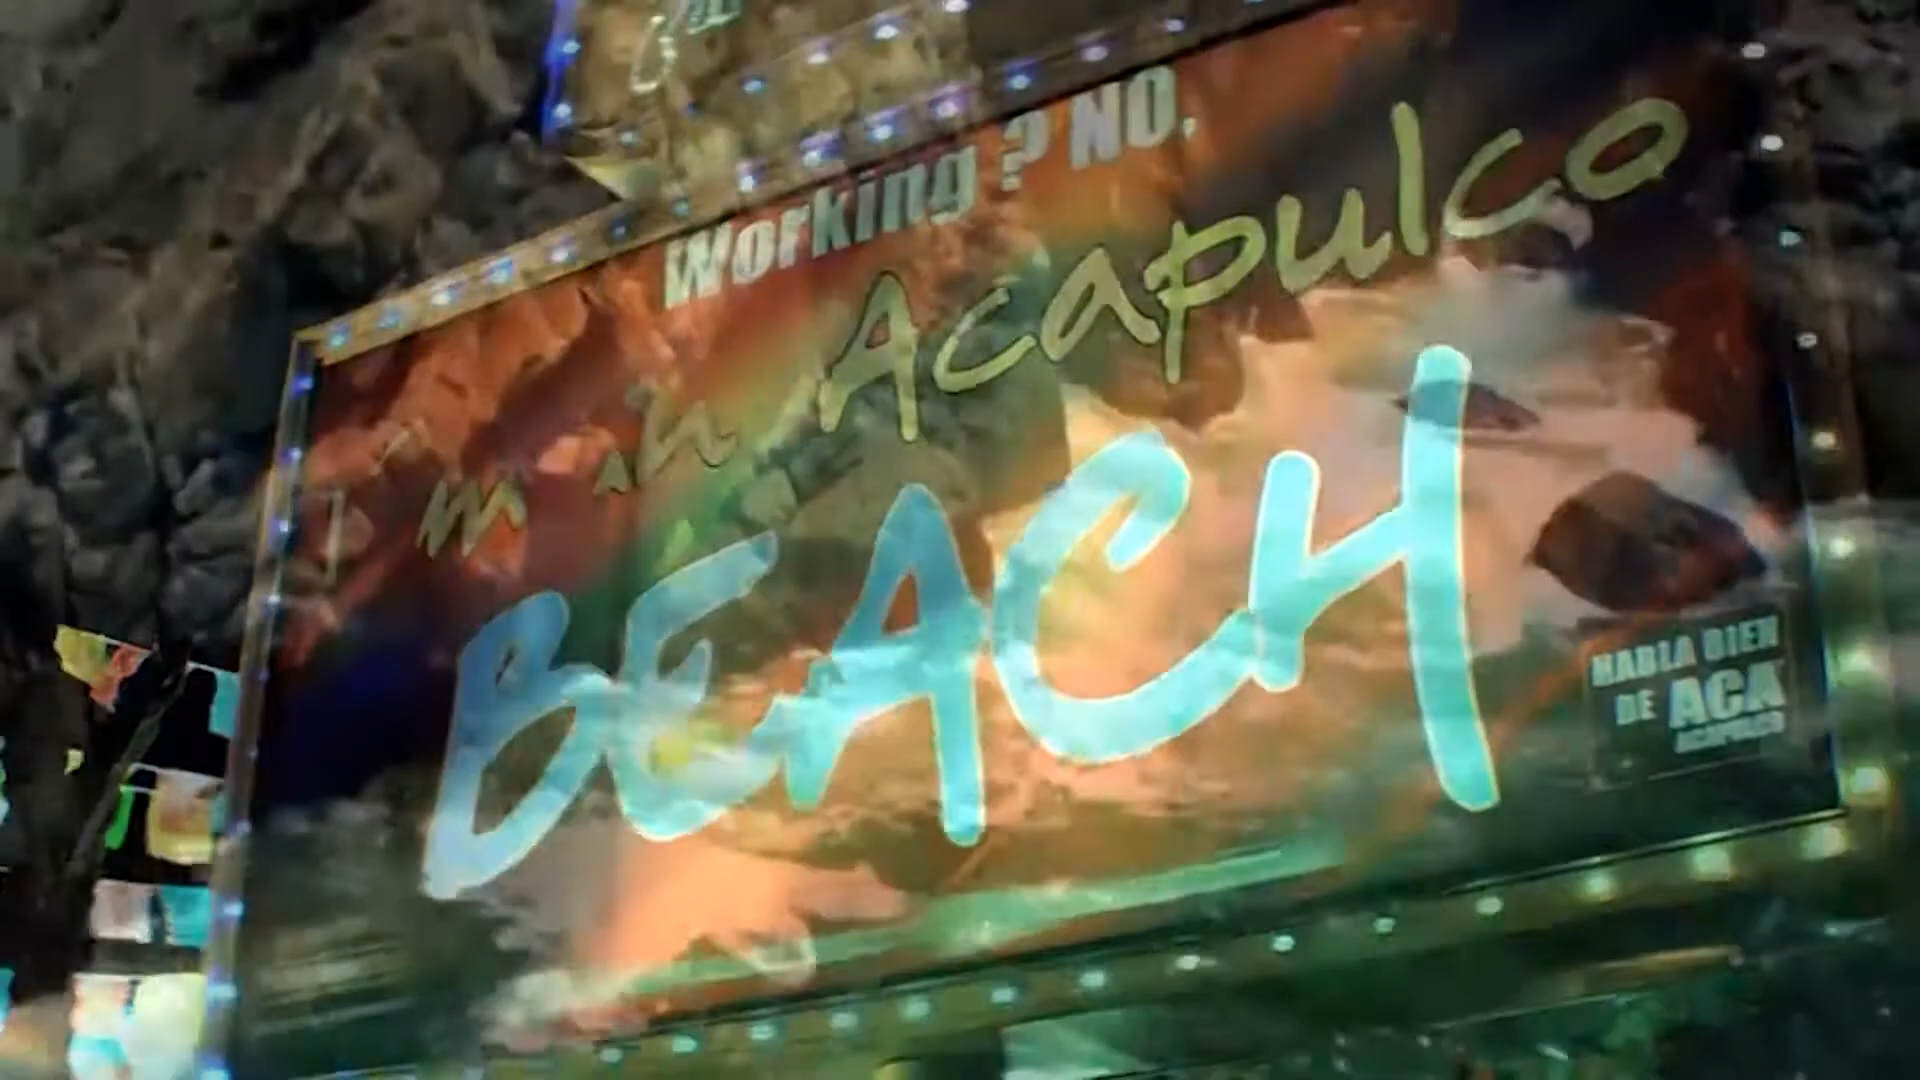 Working? NO,
I'm in Acapulco
BEACH
HABLA BIEN
DE ACA
ACAPULCO